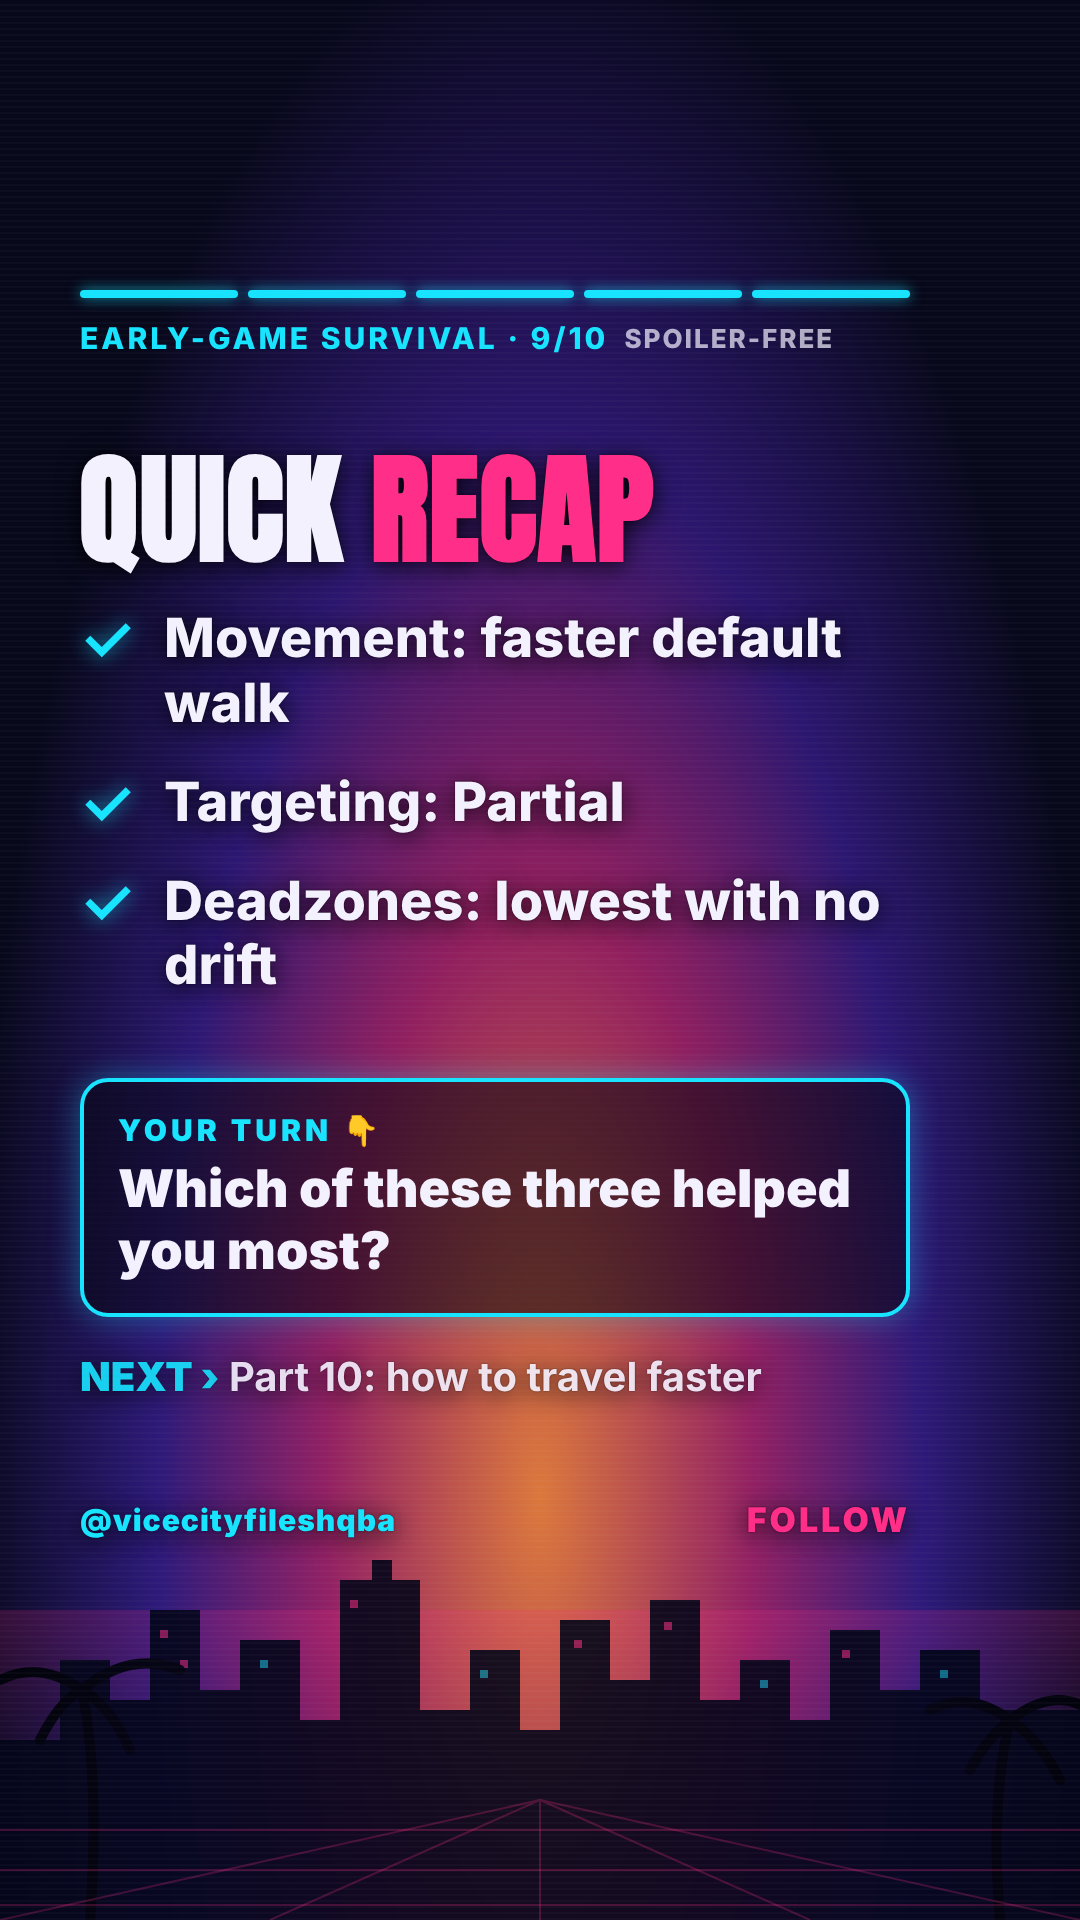 EARLY-GAME SURVIVAL · 9/10 SPOILER-FREE
QUICK RECAP
Movement: faster default
walk
Targeting: Partial
Deadzones: lowest with no
drift
YOUR TURN 👇
Which of these three helped
you most?
NEXT › Part 10: how to travel faster
@vicecityfileshqba
FOLLOW